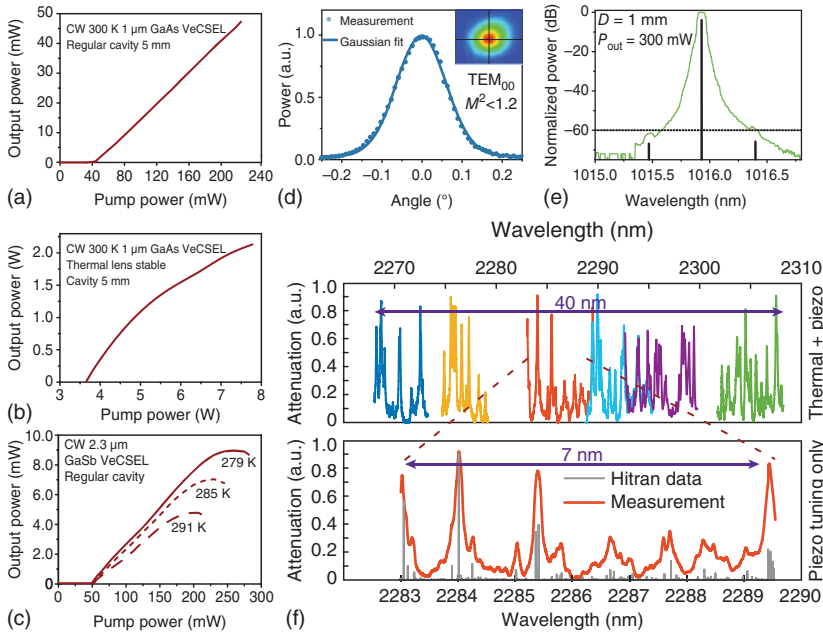 50
40
30
20
10
0
Output power (mW)
CW 300 K 1 µm GaAs VeCSEL
Regular cavity 5 mm
0 40 80 120 160 200 240
Pump power (mW)
(a)
1.0
0.5
0.0
Power (a.u.)
Measurement
Gaussian fit
TEM00
M²<1.2
−0.2 −0.1 0.0 0.1 0.2
Angle (°)
(d)
0
−20
−40
−60
Normalized power (dB)
D = 1 mm
Pout = 300 mW
1015.0 1015.5 1016.0 1016.5
Wavelength (nm)
(e)
2.0
1.5
1.0
0.5
0
Output power (W)
CW 300 K 1 µm GaAs VeCSEL
Thermal lens stable
Cavity 5 mm
3 4 5 6 7 8
Pump power (W)
(b)
10.0
8.0
6.0
4.0
2.0
0.0
Output power (mW)
CW 2.3 µm
GaSb VeCSEL
Regular cavity
279 K
285 K
291 K
0 50 100 150 200 250 300
Pump power (mW)
(c)
Wavelength (nm)
2270 2280 2290 2300 2310
1.0
0.8
0.6
0.4
0.2
0
Attenuation (a.u.)
40 nm
Thermal + piezo
1.0
0.8
0.6
0.4
0.2
0
Attenuation (a.u.)
7 nm
Hitran data
Measurement
Piezo tuning only
2283 2284 2285 2286 2287 2288 2289 2290
Wavelength (nm)
(f)